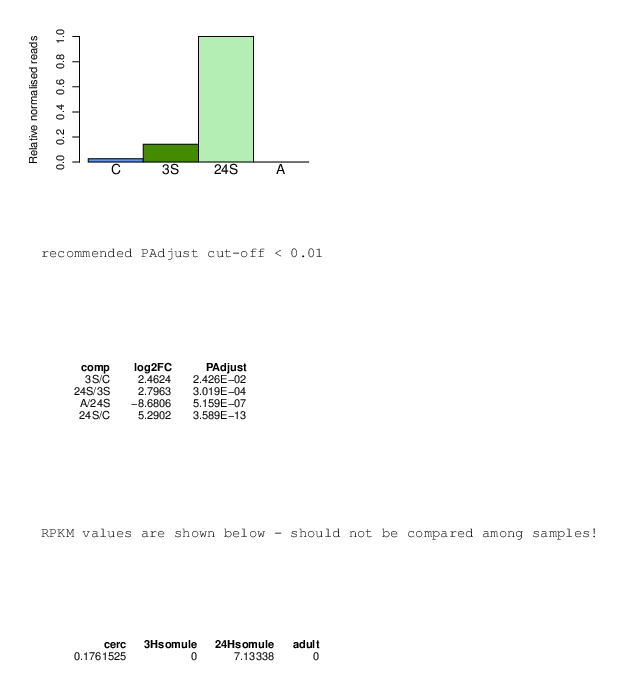 Relative normalised reads
1.0
0.8
0.6
0.4
0.2
0.0
C 3S 24S A
recommended PAdjust cut-off < 0.01
comp log2FC PAdjust
3S/C 2.4624 2.426E−02
24S/3S 2.7963 3.019E−04
A/24S −8.6806 5.159E−07
24S/C 5.2902 3.589E−13
RPKM values are shown below - should not be compared among samples!
cerc 3Hsomule 24Hsomule adult
0.1761525 0 7.13338 0